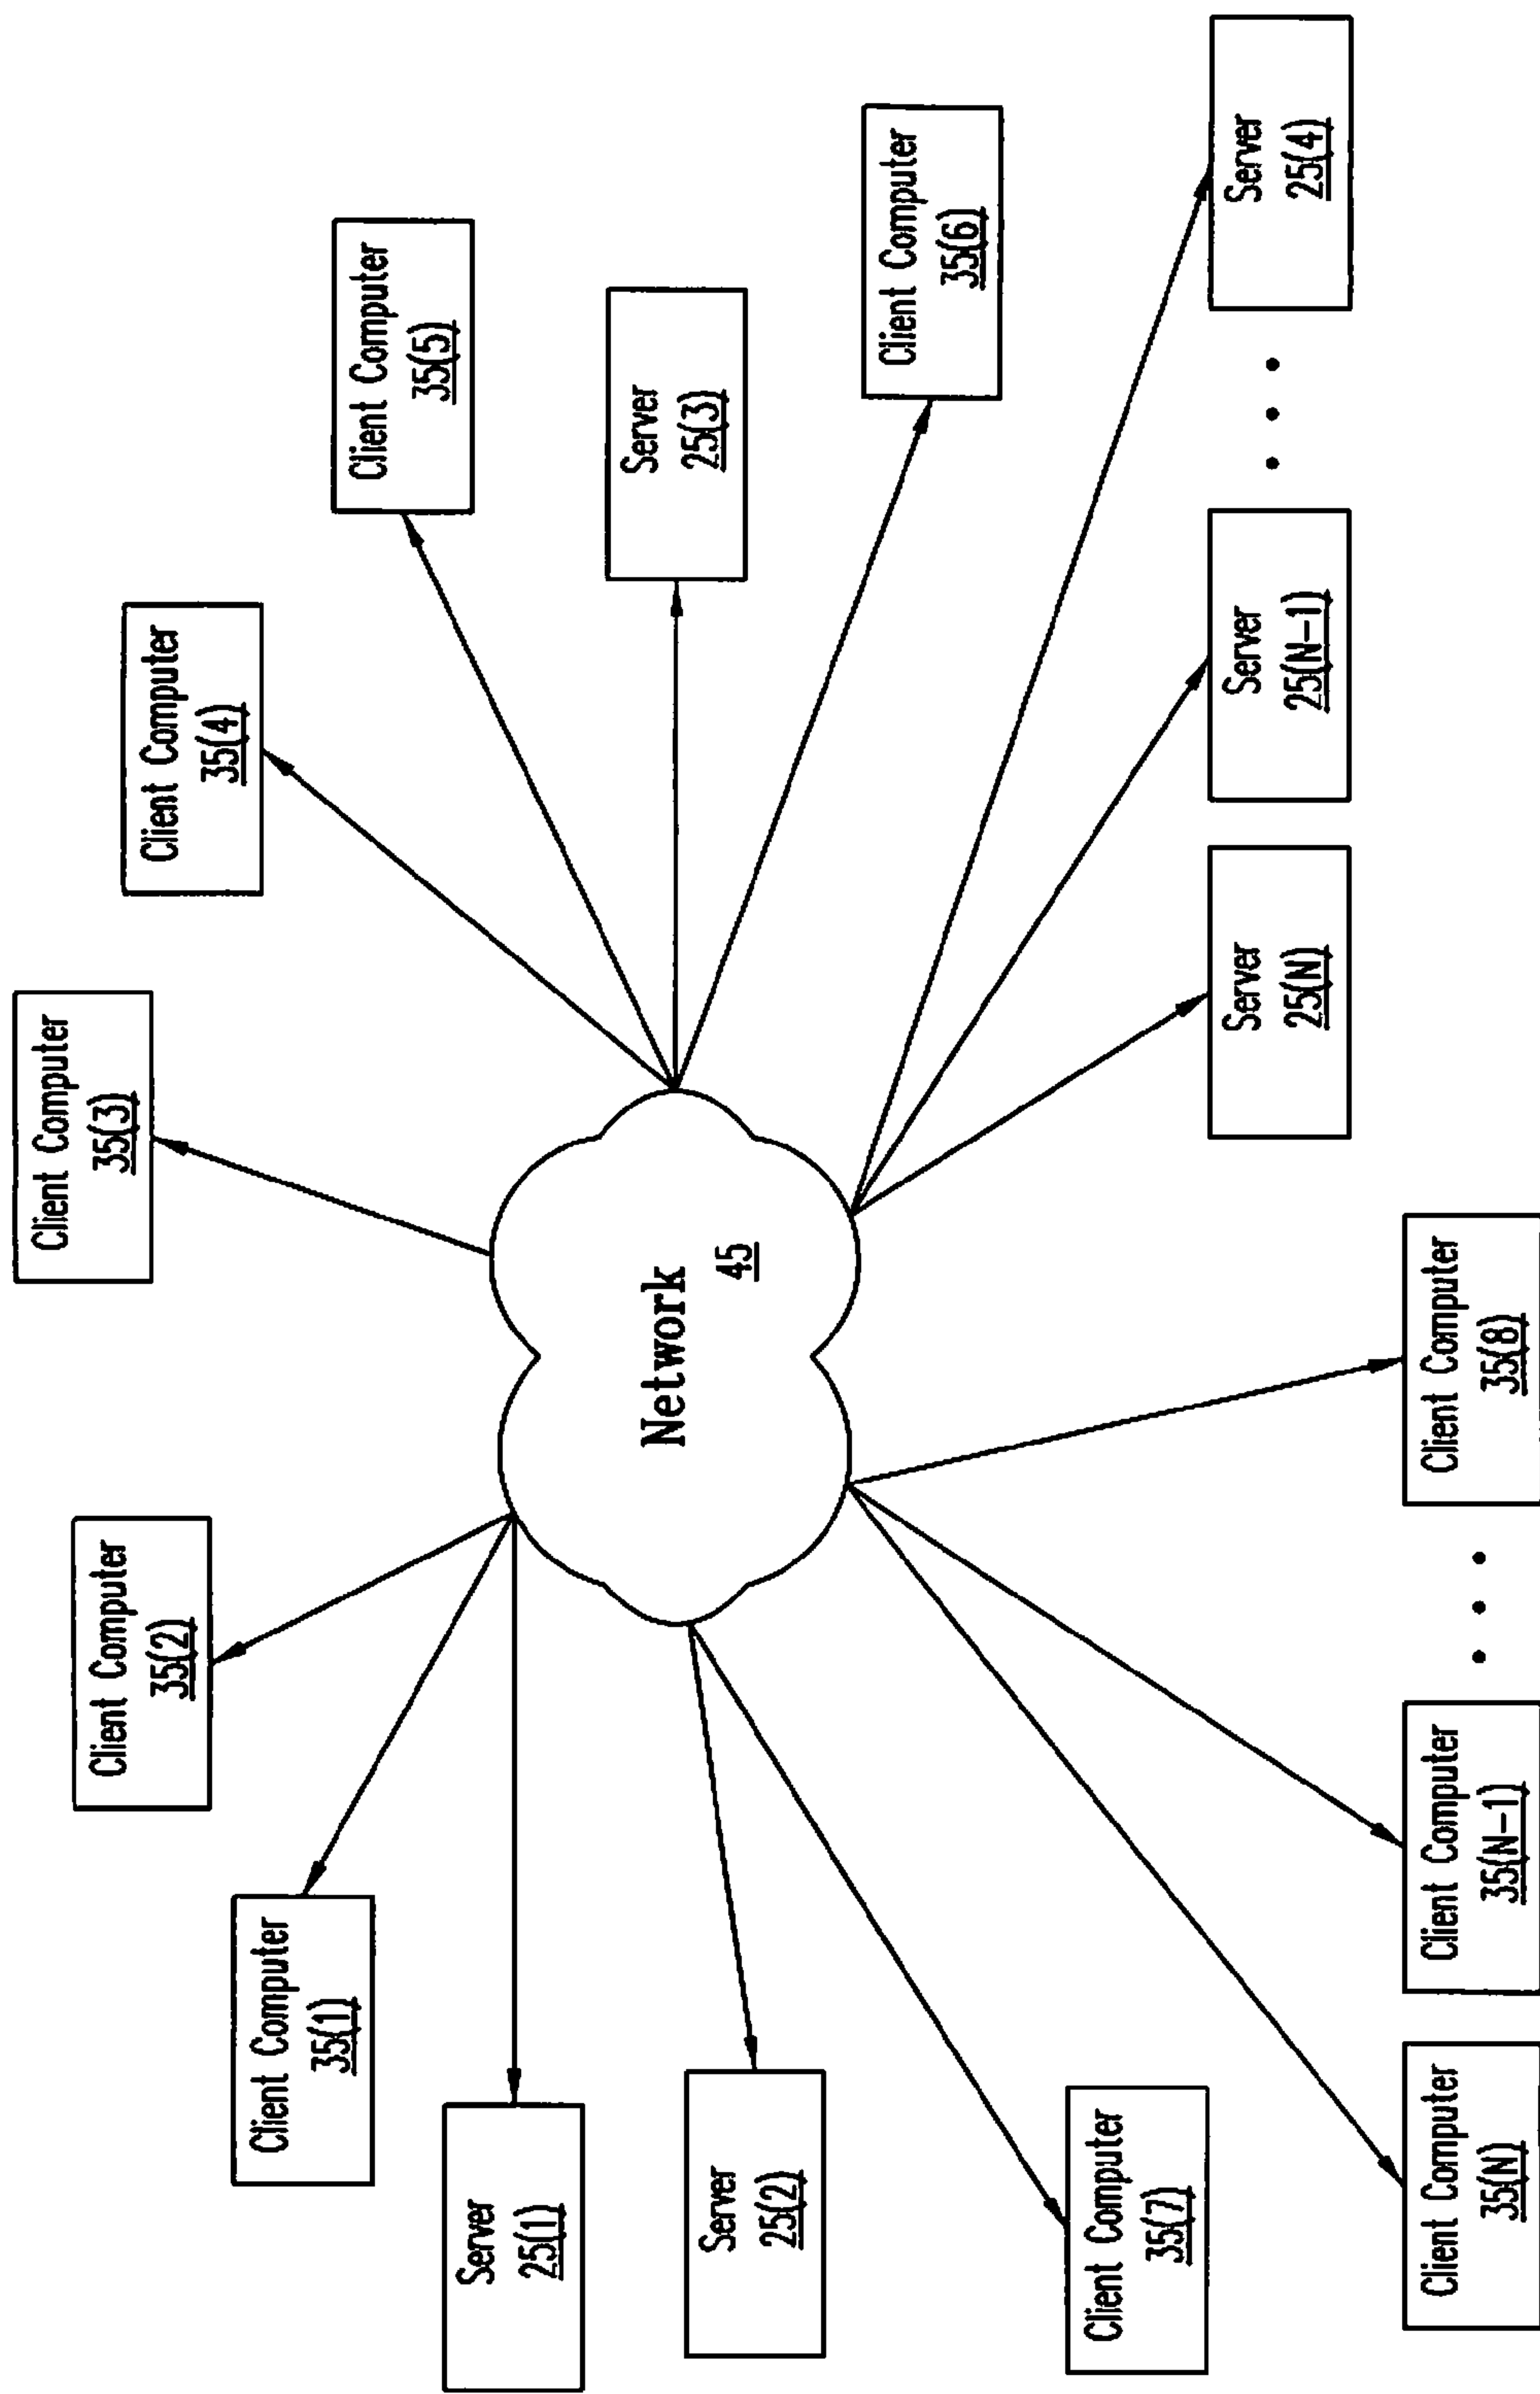 Client Computer
35(3)
Client Computer
35(2)
Client Computer
35(4)
Client Computer
35(1)
Client Computer
35(5)
Server
25(1)
Server
25(3)
Network
45
Server
25(2)
Client Computer
35(6)
Client Computer
35(7)
Server
25(N)
Server
25(N-1)
. . .
Server
25(4)
Client Computer
35(N)
Client Computer
35(N-1)
. . .
Client Computer
35(8)